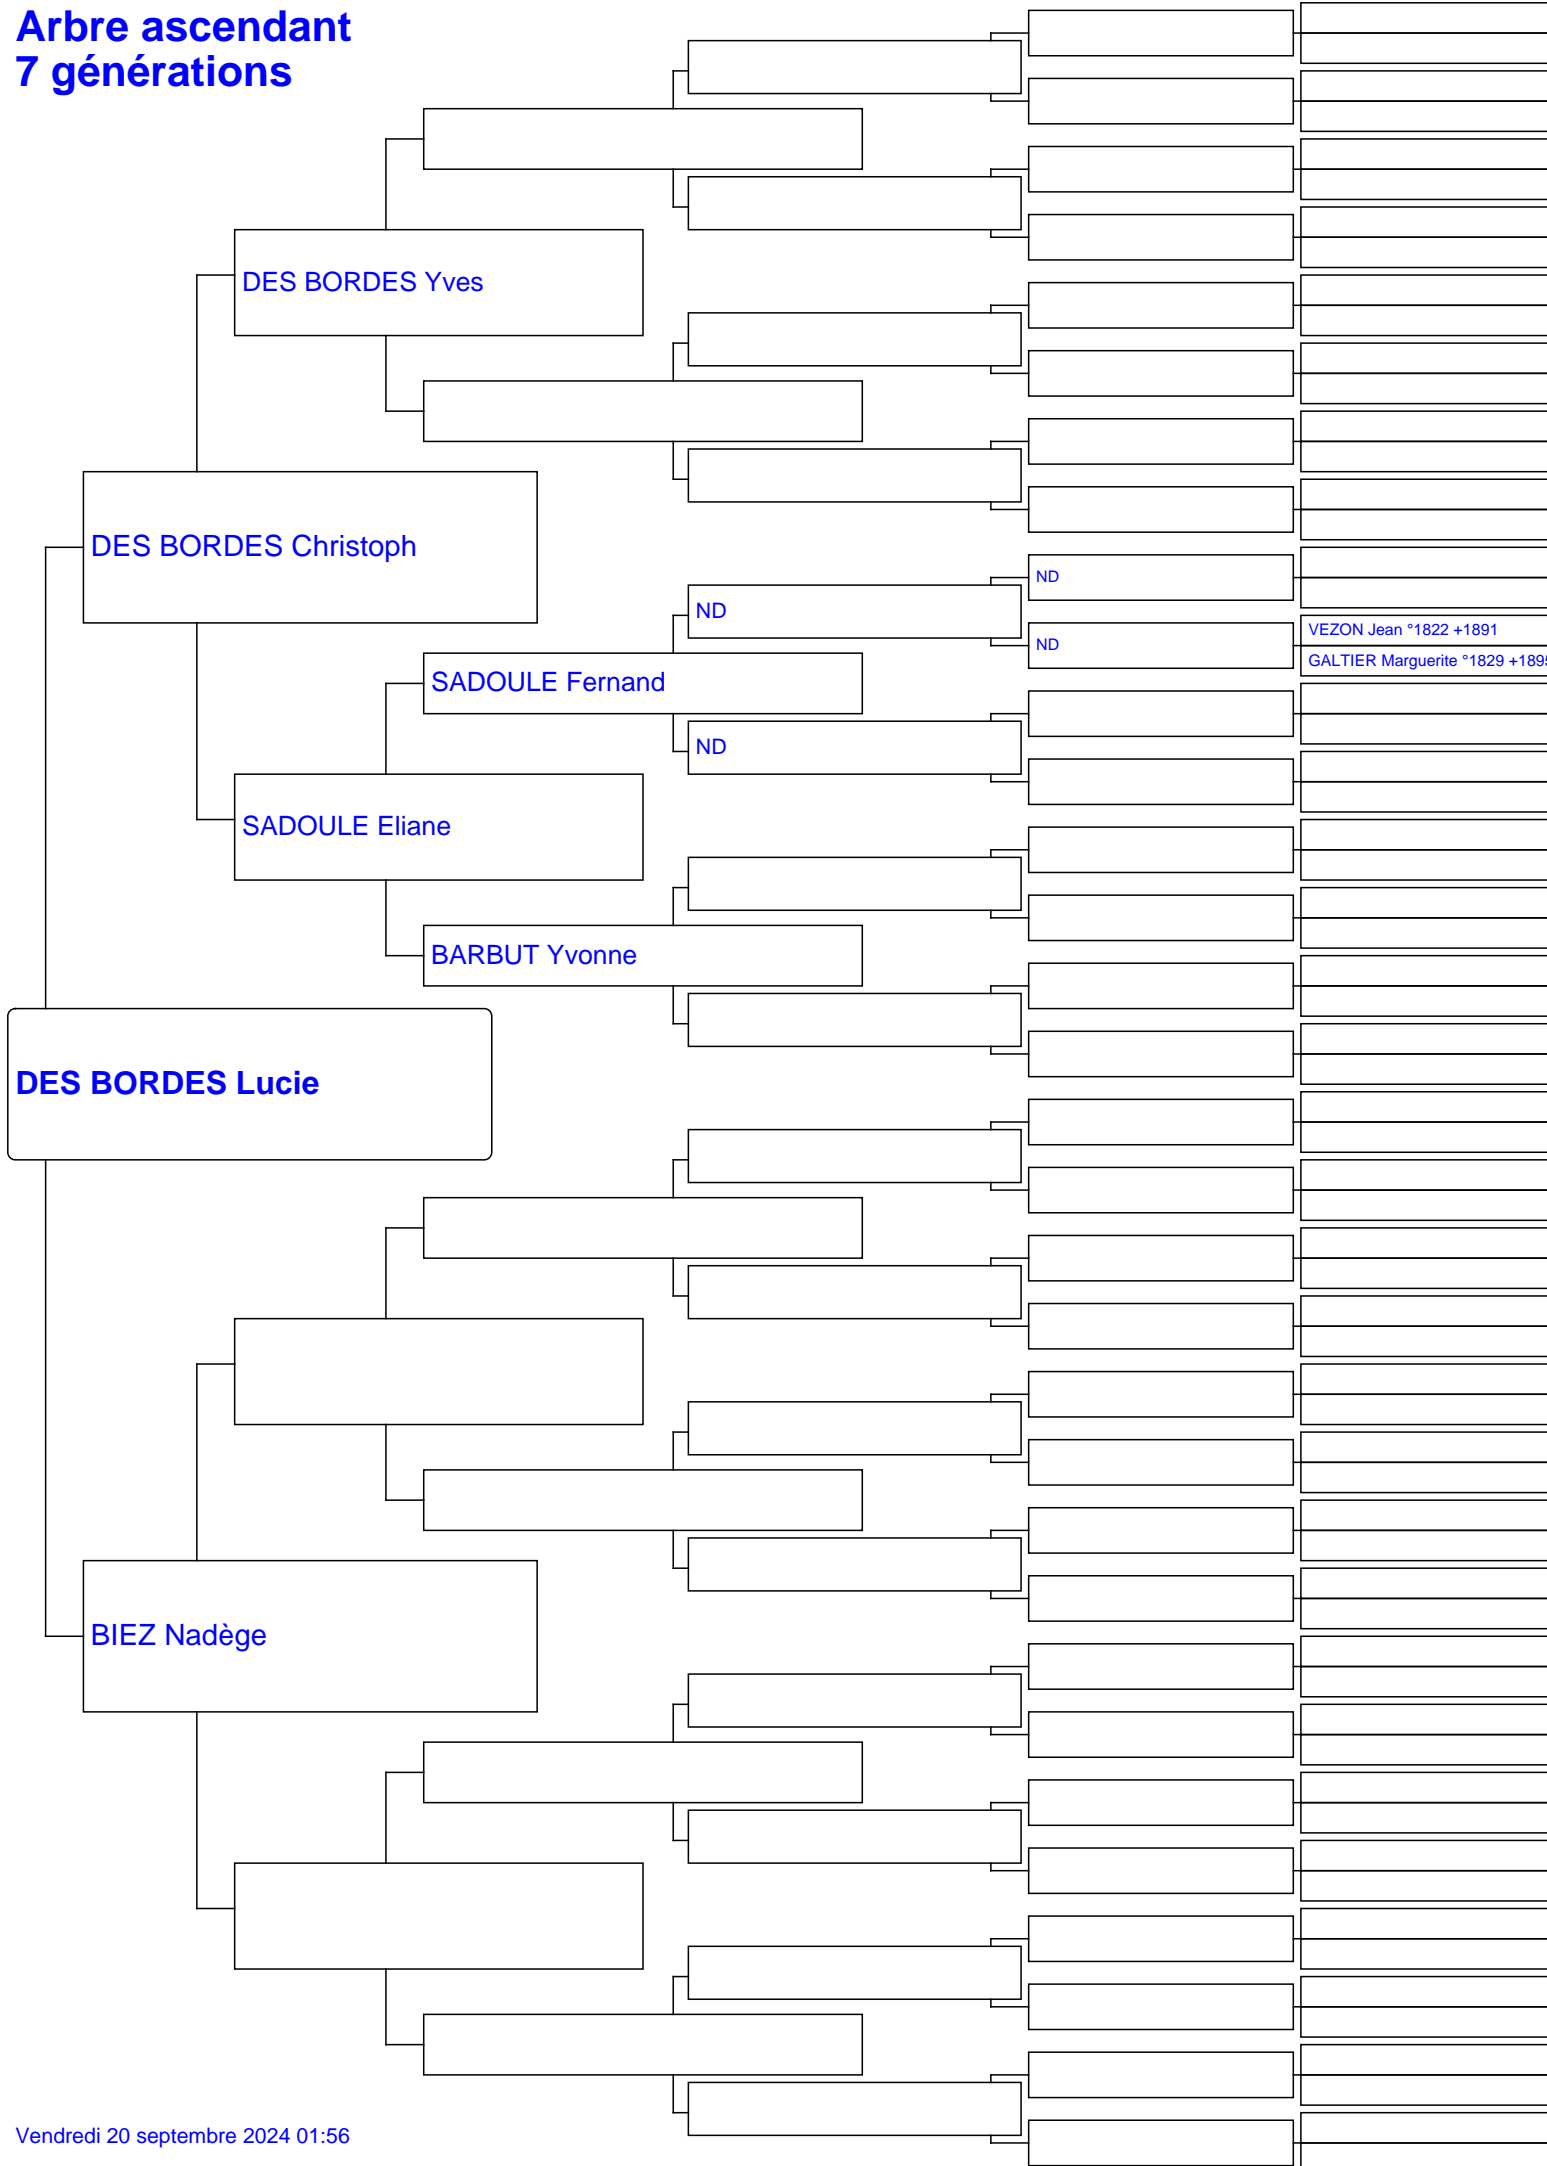 Arbre ascendant
7 générations
DES BORDES Yves
DES BORDES Christoph
ND
ND
ND
VEZON Jean °1822 +1891
GALTIER Marguerite °1829 +1895
SADOULE Fernand
ND
SADOULE Eliane
BARBUT Yvonne
DES BORDES Lucie
BIEZ Nadège
Vendredi 20 septembre 2024 01:56